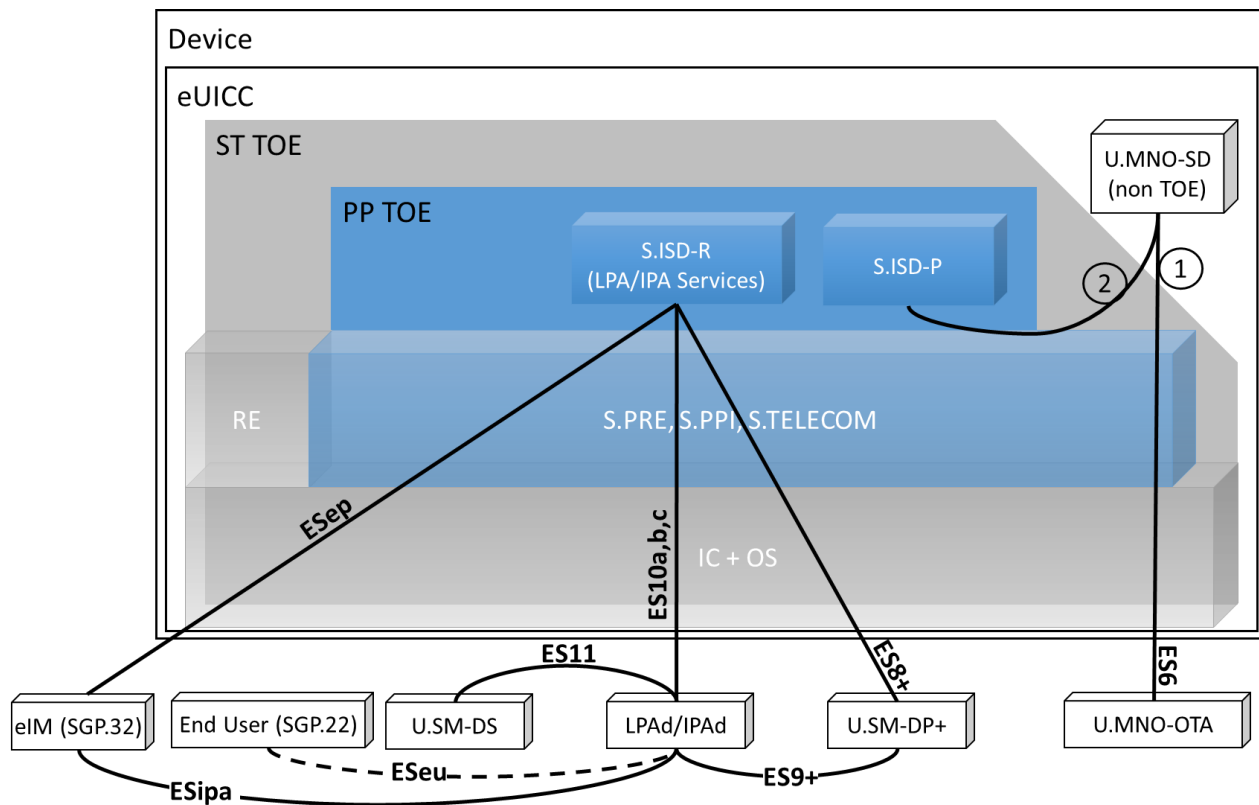 Device
eUICC
ST TOE
U.MNO-SD
(non TOE)
PP TOE
S.ISD-R
(LPA/IPA Services)
S.ISD-P
2
1
RE
S.PRE, S.PPI, S.TELECOM
ESep
ES10a,b,c
IC + OS
ES11
ES8+
ES6
eIM (SGP.32)
End User (SGP.22)
U.SM-DS
LPAd/IPAd
U.SM-DP+
U.MNO-OTA
ESeu
ES9+
ESipa